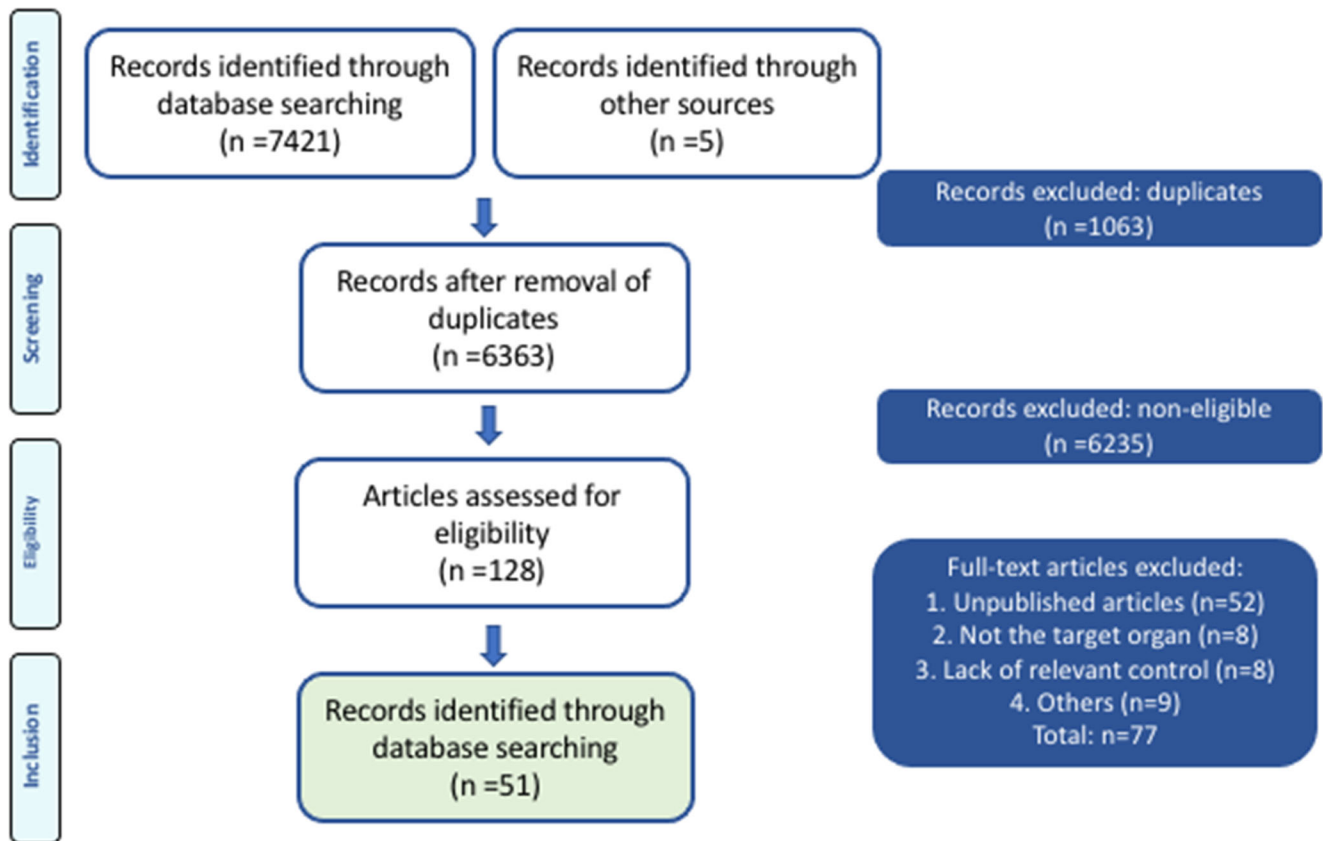 Identification
Records identified through
database searching
(n =7421)
Records identified through
other sources
(n =5)
Records excluded: duplicates
(n =1063)
Screening
Records after removal of
duplicates
(n =6363)
Records excluded: non-eligible
(n =6235)
Eligibility
Articles assessed for
eligibility
(n =128)
Full-text articles excluded:
1. Unpublished articles (n=52)
2. Not the target organ (n=8)
3. Lack of relevant control (n=8)
4. Others (n=9)
Total: n=77
Inclusion
Records identified through
database searching
(n =51)